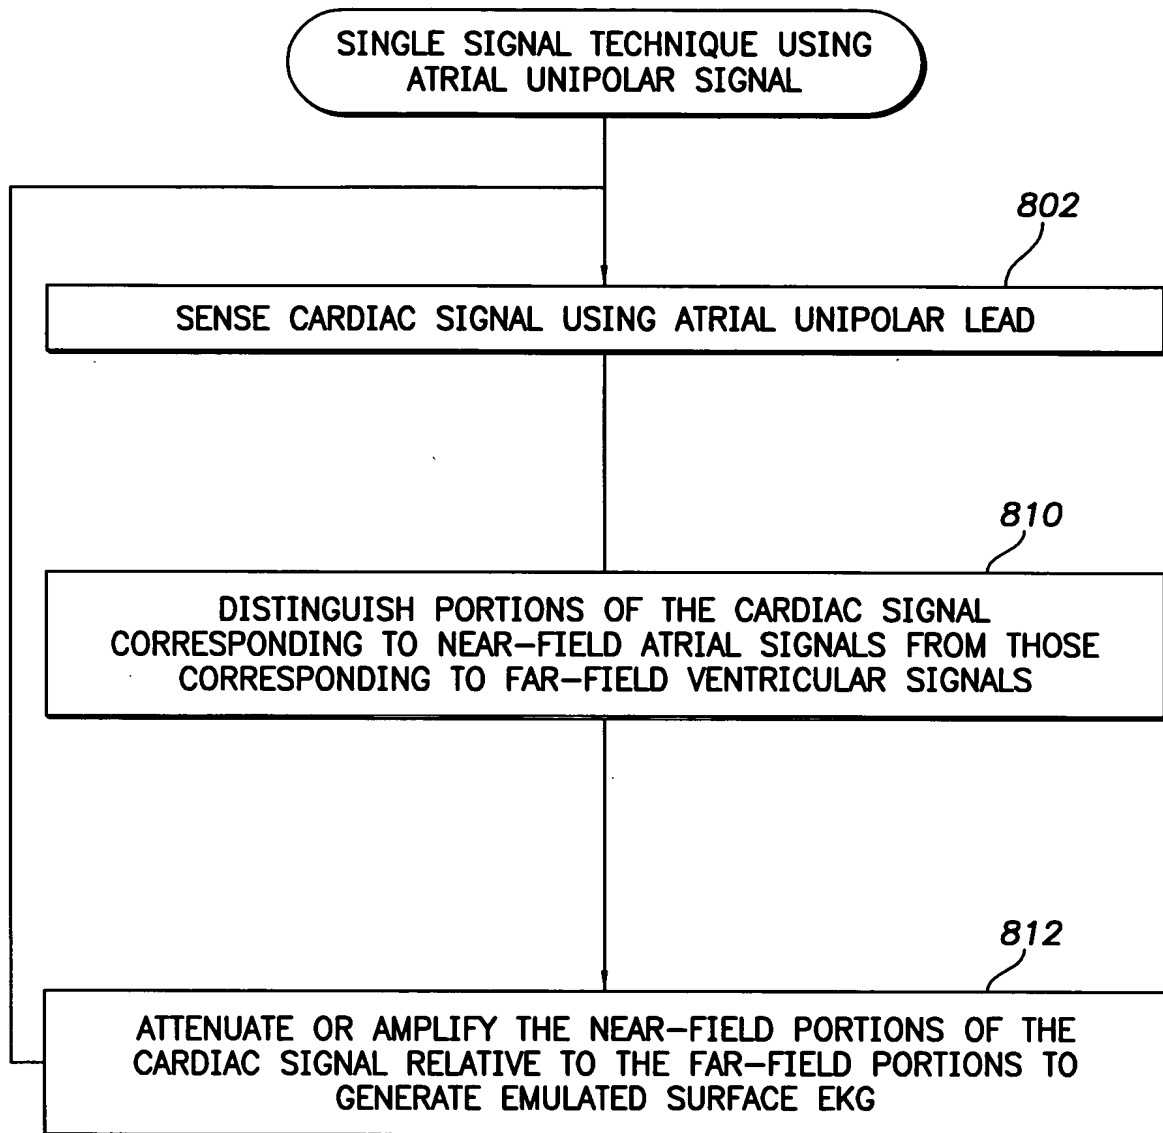 SINGLE SIGNAL TECHNIQUE USING
ATRIAL UNIPOLAR SIGNAL
802
SENSE CARDIAC SIGNAL USING ATRIAL UNIPOLAR LEAD
810
DISTINGUISH PORTIONS OF THE CARDIAC SIGNAL
CORRESPONDING TO NEAR-FIELD ATRIAL SIGNALS FROM THOSE
CORRESPONDING TO FAR-FIELD VENTRICULAR SIGNALS
812
ATTENUATE OR AMPLIFY THE NEAR-FIELD PORTIONS OF THE
CARDIAC SIGNAL RELATIVE TO THE FAR-FIELD PORTIONS TO
GENERATE EMULATED SURFACE EKG